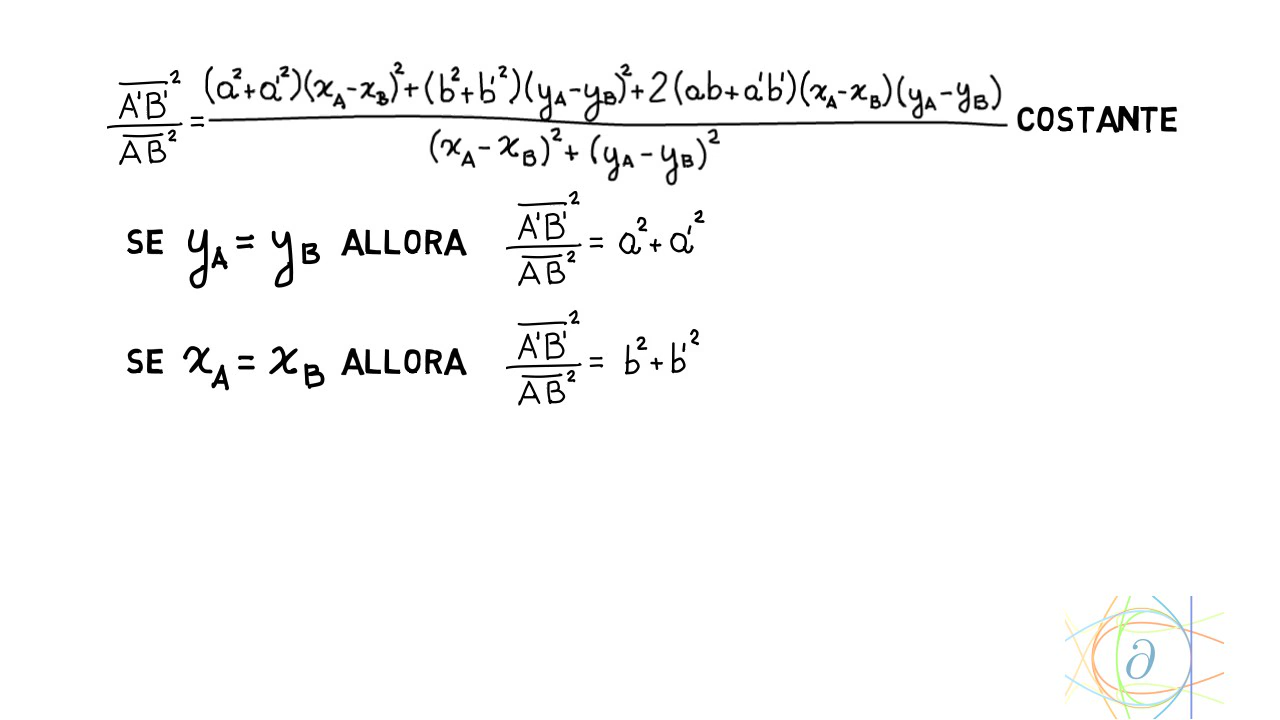 A'B'² / AB² = (a²+a'²)(x_A-x_B)²+(b²+b'²)(y_A-y_B)²+2(ab+a'b')(x_A-x_B)(y_A-y_B) / (x_A-x_B)²+(y_A-y_B)² COSTANTE
SE y_A = y_B ALLORA A'B'² / AB² = a²+a'²
SE x_A = x_B ALLORA A'B'² / AB² = b²+b'²
∂